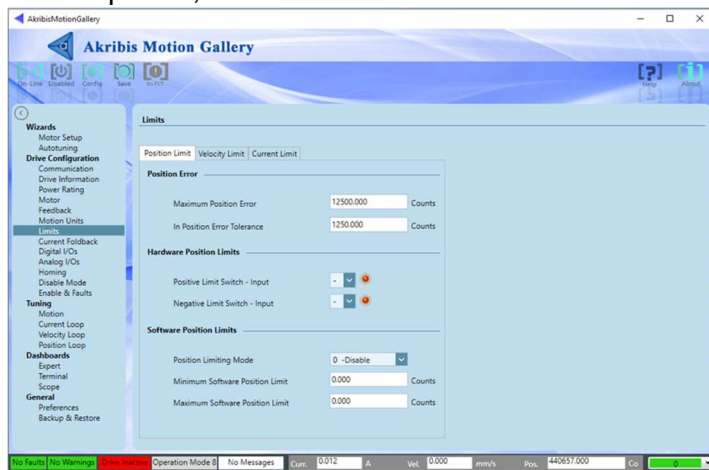 AkribisMotionGallery
Akribis Motion Gallery
On-Line Disabled Config Save Help About
Limits
Wizards
Motor Setup
Autotuning
Drive Configuration
Communication
Drive Information
Power Rating
Motor
Feedback
Motion Units
Limits
Current Foldback
Digital I/Os
Analog I/Os
Homing
Disable Mode
Enable & Faults
Tuning
Motion
Current Loop
Velocity Loop
Position Loop
Dashboards
Expert
Terminal
Scope
General
Preferences
Backup & Restore
Position Limit Velocity Limit Current Limit
Position Error
Maximum Position Error 12500.000 Counts
In Position Error Tolerance 1250.000 Counts
Hardware Position Limits
Positive Limit Switch - Input -
Negative Limit Switch - Input -
Software Position Limits
Position Limiting Mode 0 -Disable
Minimum Software Position Limit 0.000 Counts
Maximum Software Position Limit 0.000 Counts
No Faults No Warnings Drive Inactive Operation Mode 8 No Messages Curr. 0.012 A Vel. 0.000 mm/s Pos. 440657.000 Co 0